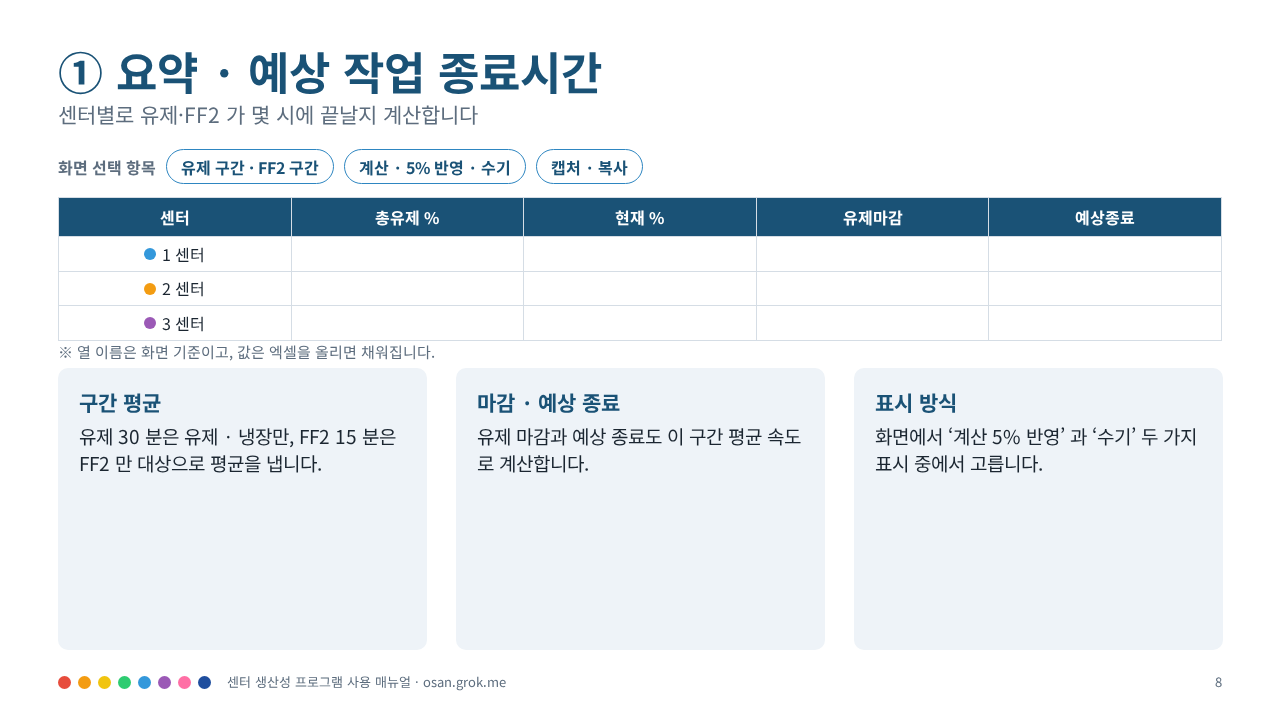 ① 요약 · 예상 작업 종료시간
센터별로 유제·FF2 가 몇 시에 끝날지 계산합니다
화면 선택 항목 유제 구간 · FF2 구간 계산 · 5% 반영 · 수기 캡처 · 복사
센터 총유제 % 현재 % 유제마감 예상종료
1 센터
2 센터
3 센터
※ 열 이름은 화면 기준이고, 값은 엑셀을 올리면 채워집니다.
구간 평균
유제 30 분은 유제 · 냉장만, FF2 15 분은
FF2 만 대상으로 평균을 냅니다.
마감 · 예상 종료
유제 마감과 예상 종료도 이 구간 평균 속도
로 계산합니다.
표시 방식
화면에서 ‘계산 5% 반영’ 과 ‘수기’ 두 가지
표시 중에서 고릅니다.
센터 생산성 프로그램 사용 매뉴얼 · osan.grok.me
8